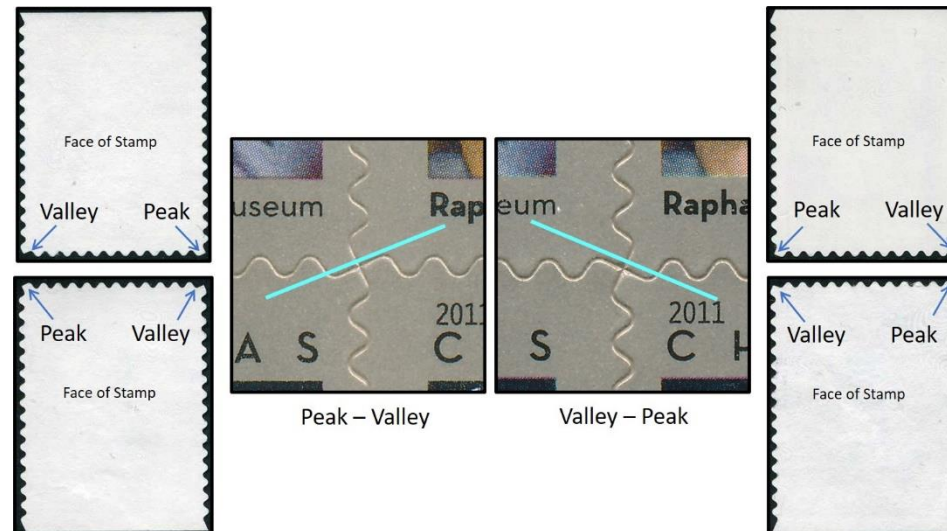 Face of Stamp
Valley Peak
Peak Valley
Face of Stamp
useum
Rap
2011
A S C
Peak – Valley
eum
Rapha
2011
S C H
Valley – Peak
Face of Stamp
Peak Valley
Valley Peak
Face of Stamp